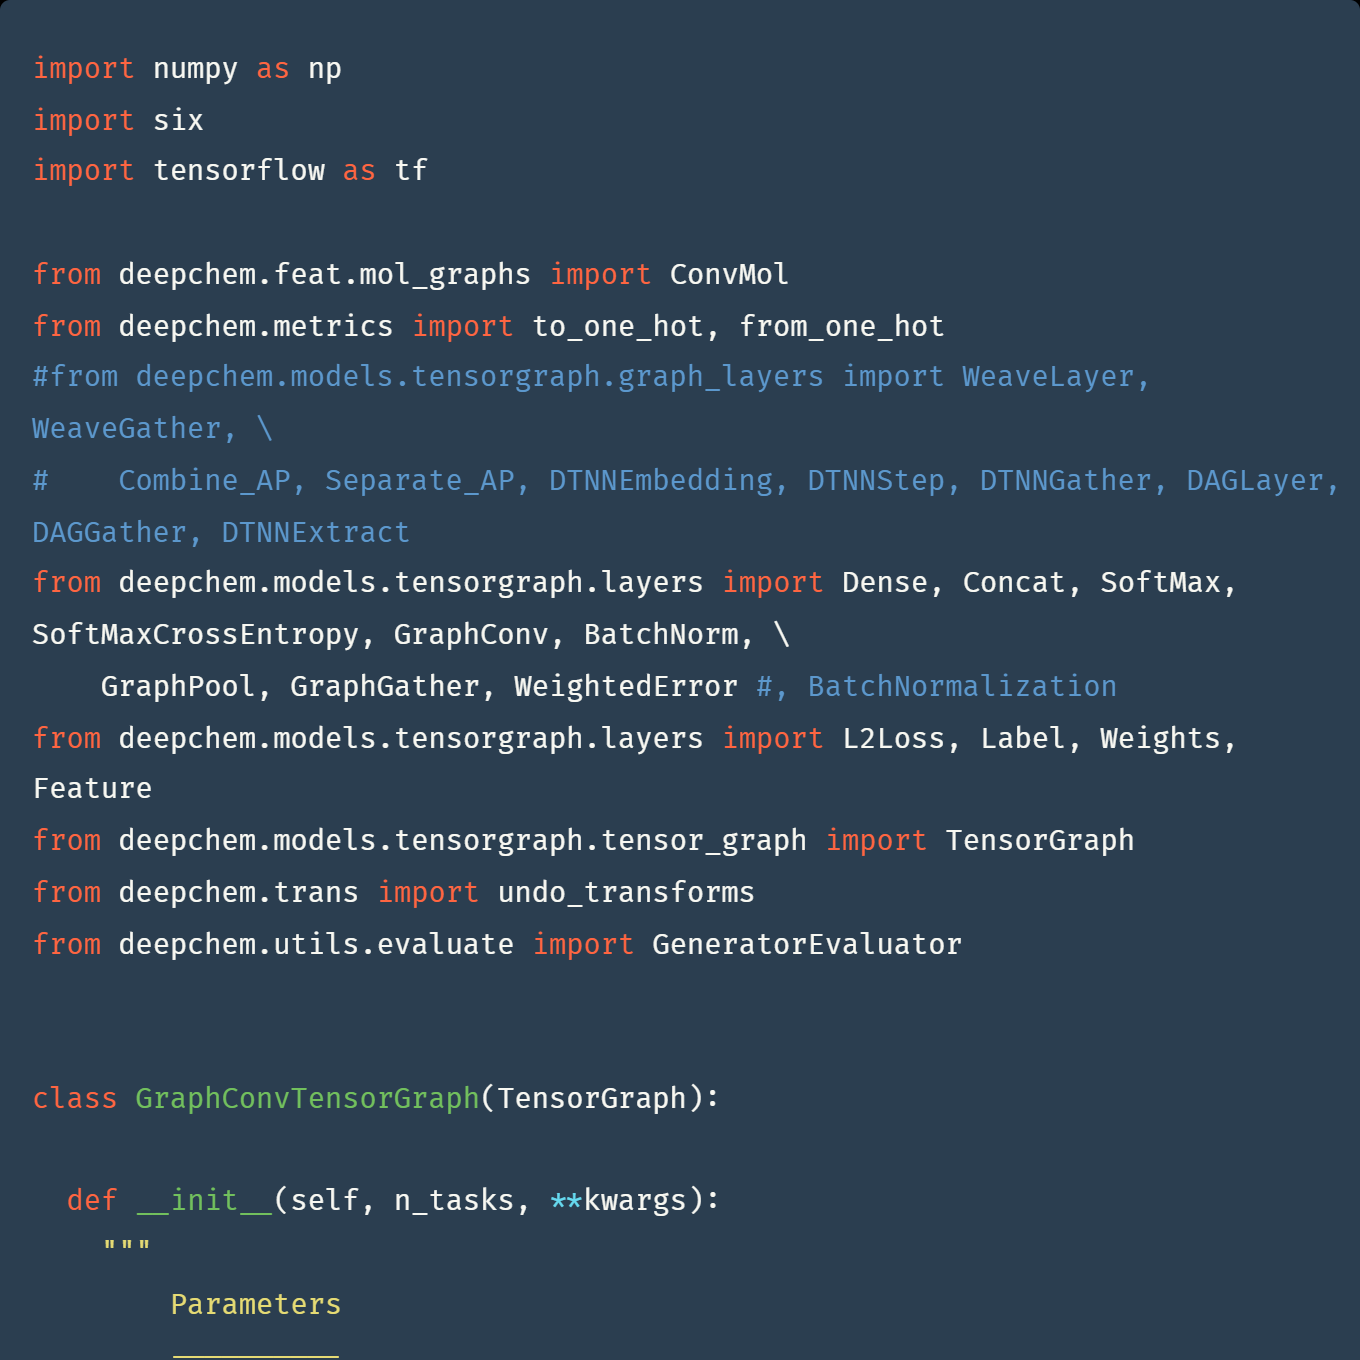 import numpy as np
import six
import tensorflow as tf
from deepchem.feat.mol_graphs import ConvMol
from deepchem.metrics import to_one_hot, from_one_hot
#from deepchem.models.tensorgraph.graph_layers import WeaveLayer,
WeaveGather, \
#    Combine_AP, Separate_AP, DTNNEmbedding, DTNNStep, DTNNGather, DAGLayer,
DAGGather, DTNNExtract
from deepchem.models.tensorgraph.layers import Dense, Concat, SoftMax,
SoftMaxCrossEntropy, GraphConv, BatchNorm, \
    GraphPool, GraphGather, WeightedError #, BatchNormalization
from deepchem.models.tensorgraph.layers import L2Loss, Label, Weights,
Feature
from deepchem.models.tensorgraph.tensor_graph import TensorGraph
from deepchem.trans import undo_transforms
from deepchem.utils.evaluate import GeneratorEvaluator
class GraphConvTensorGraph(TensorGraph):
  def __init__(self, n_tasks, **kwargs):
    """
        Parameters